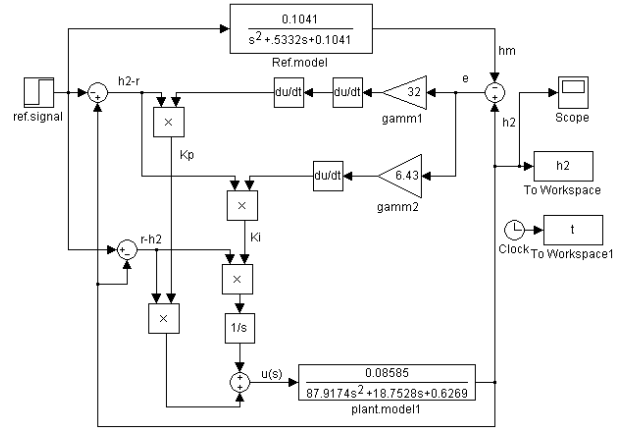 0.1041
s2+.5332s+0.1041
Ref.model
hm
h2-r
e
ref.signal
du/dt
du/dt
32
gamm1
h2
Scope
Kp
h2
To Workspace
du/dt
6.43
gamm2
t
Clock
To Workspace1
r-h2
Ki
1/s
u(s)
0.08585
87.9174s2+18.7528s+0.6269
plant.model1